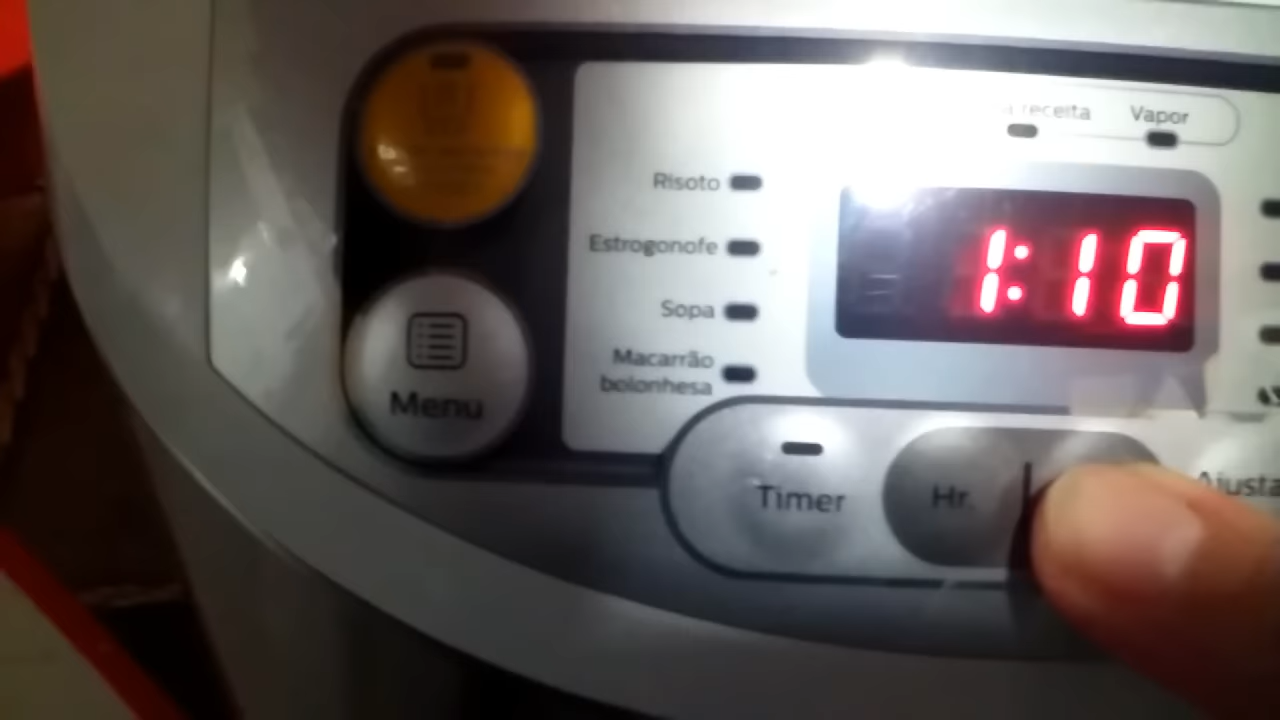 receita
Vapor
Risoto
Estrogonofe
Sopa
Macarrão
bolonhesa
1:10
Menu
Timer
Hr.
Ajusta